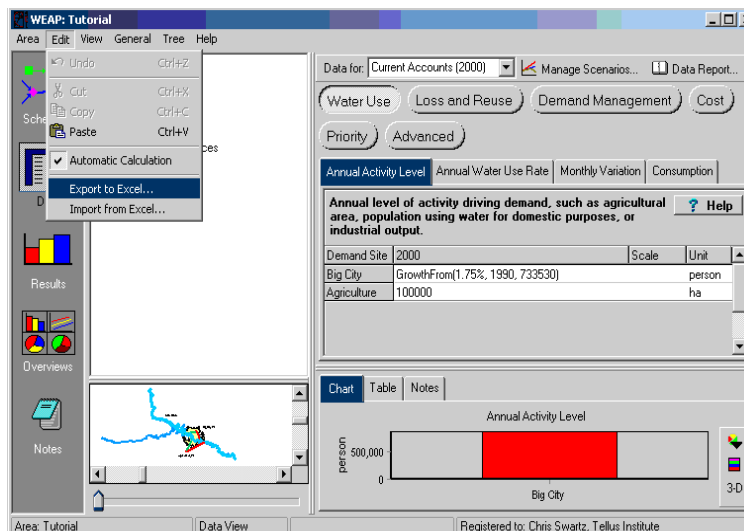 WEAP: Tutorial
Area Edit View General Tree Help
Undo Ctrl+Z
Cut Ctrl+X
Copy Ctrl+C
Paste Ctrl+V
Automatic Calculation
Export to Excel...
Import from Excel...
Sche
D
Results
Overviews
Notes
ces
Data for: Current Accounts (2000) Manage Scenarios... Data Report...
Water Use Loss and Reuse Demand Management Cost
Priority Advanced
Annual Activity Level Annual Water Use Rate Monthly Variation Consumption
Annual level of activity driving demand, such as agricultural
area, population using water for domestic purposes, or
industrial output.
? Help
Demand Site 2000 Scale Unit
Big City GrowthFrom(1.75%, 1990, 733530) person
Agriculture 100000 ha
Chart Table Notes
Annual Activity Level
person
500,000
0
Big City
3-D
Area: Tutorial Data View Registered to: Chris Swartz, Tellus Institute